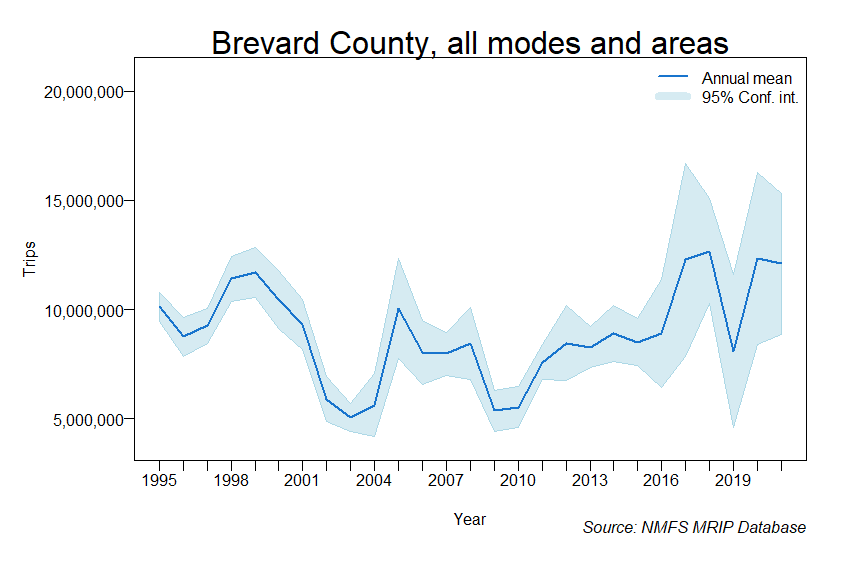 Brevard County, all modes and areas
Annual mean
95% Conf. int.
20,000,000
15,000,000
10,000,000
5,000,000
Trips
1995 1998 2001 2004 2007 2010 2013 2016 2019
Year
Source: NMFS MRIP Database